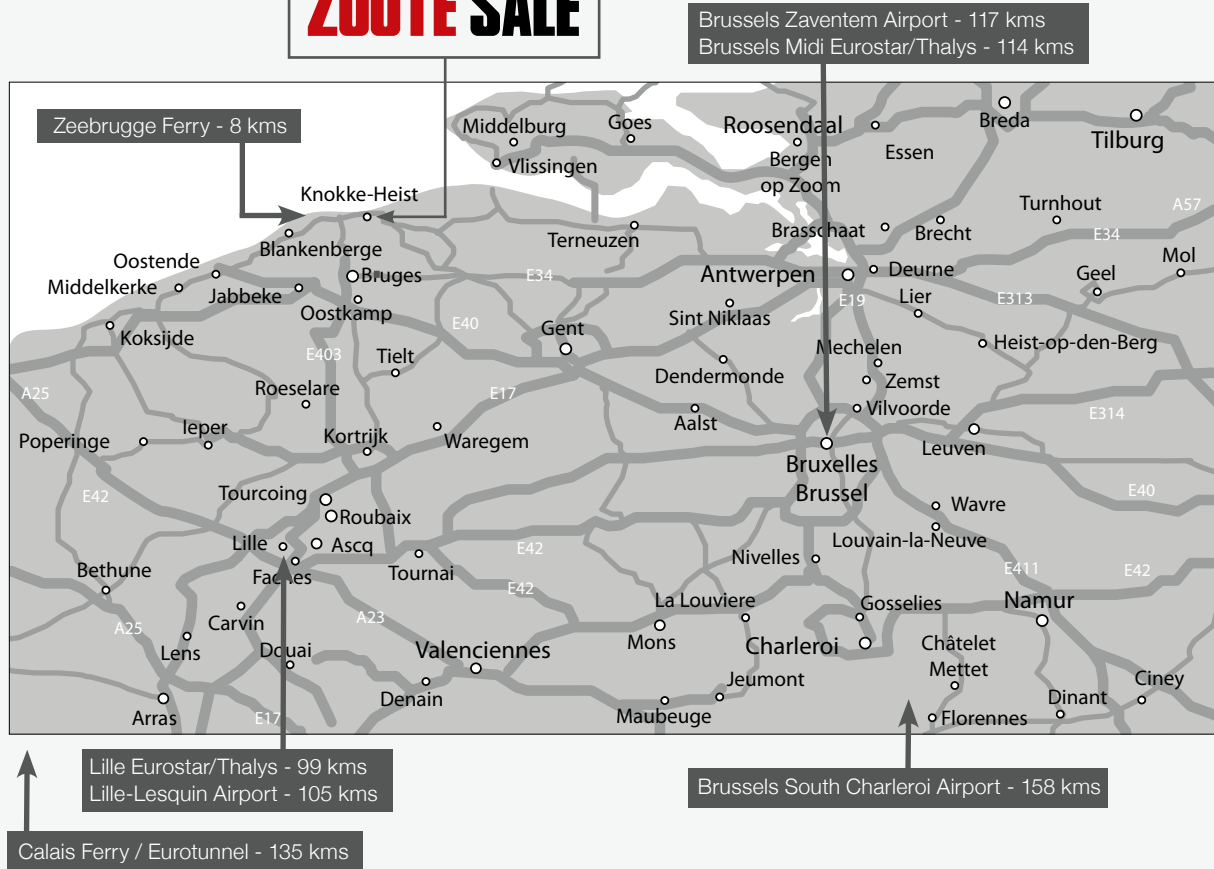 ZOUTE SALE
Brussels Zaventem Airport - 117 kms
Brussels Midi Eurostar/Thalys - 114 kms
Zeebrugge Ferry - 8 kms
Middelburg
Goes
Roosendaal
Breda
Tilburg
Essen
Bergen
op Zoom
Vlissingen
Knokke-Heist
Turnhout
A57
Blankenberge
Terneuzen
Brasschaat
Brecht
E34
Oostende
Mol
Middelkerke
Jabbeke
Bruges
E34
Antwerpen
Deurne
Geel
Oostkamp
Sint Niklaas
E19
Lier
E313
Koksijde
E40
Gent
E403
Tielt
Mechelen
Heist-op-den-Berg
A25
Roeselare
E17
Dendermonde
Zemst
Vilvoorde
E314
Poperinge
Ieper
Kortrijk
Waregem
Aalst
Leuven
Bruxelles
Brussel
E42
Tourcoing
E40
Roubaix
Wavre
Lille
Ascq
E42
Nivelles
Louvain-la-Neuve
Bethune
Faches
Tournai
E42
E411
E42
Carvin
A23
La Louviere
Gosselies
Namur
A25
Lens
Douai
Valenciennes
Mons
Charleroi
Châtelet
Mettet
Jeumont
Denain
Ciney
Arras
E17
Maubeuge
Florennes
Dinant
Lille Eurostar/Thalys - 99 kms
Lille-Lesquin Airport - 105 kms
Brussels South Charleroi Airport - 158 kms
Calais Ferry / Eurotunnel - 135 kms